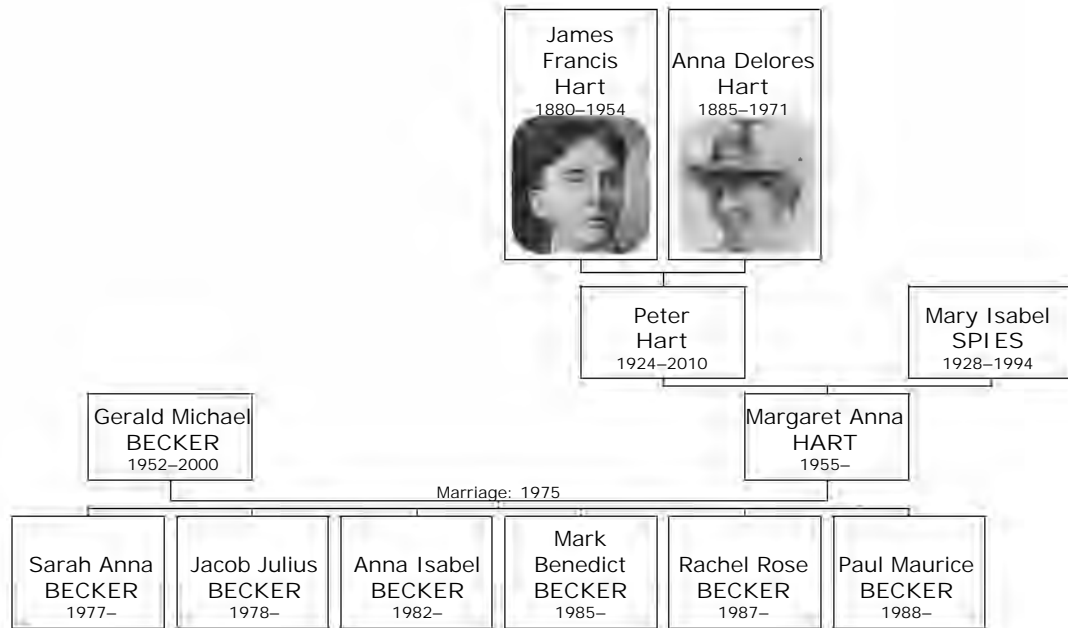 James
Francis
Hart
1880–1954
Anna Delores
Hart
1885–1971
Peter
Hart
1924–2010
Mary Isabel
SPIES
1928–1994
Gerald Michael
BECKER
1952–2000
Margaret Anna
HART
1955–
Marriage: 1975
Sarah Anna
BECKER
1977–
Jacob Julius
BECKER
1978–
Anna Isabel
BECKER
1982–
Mark
Benedict
BECKER
1985–
Rachel Rose
BECKER
1987–
Paul Maurice
BECKER
1988–